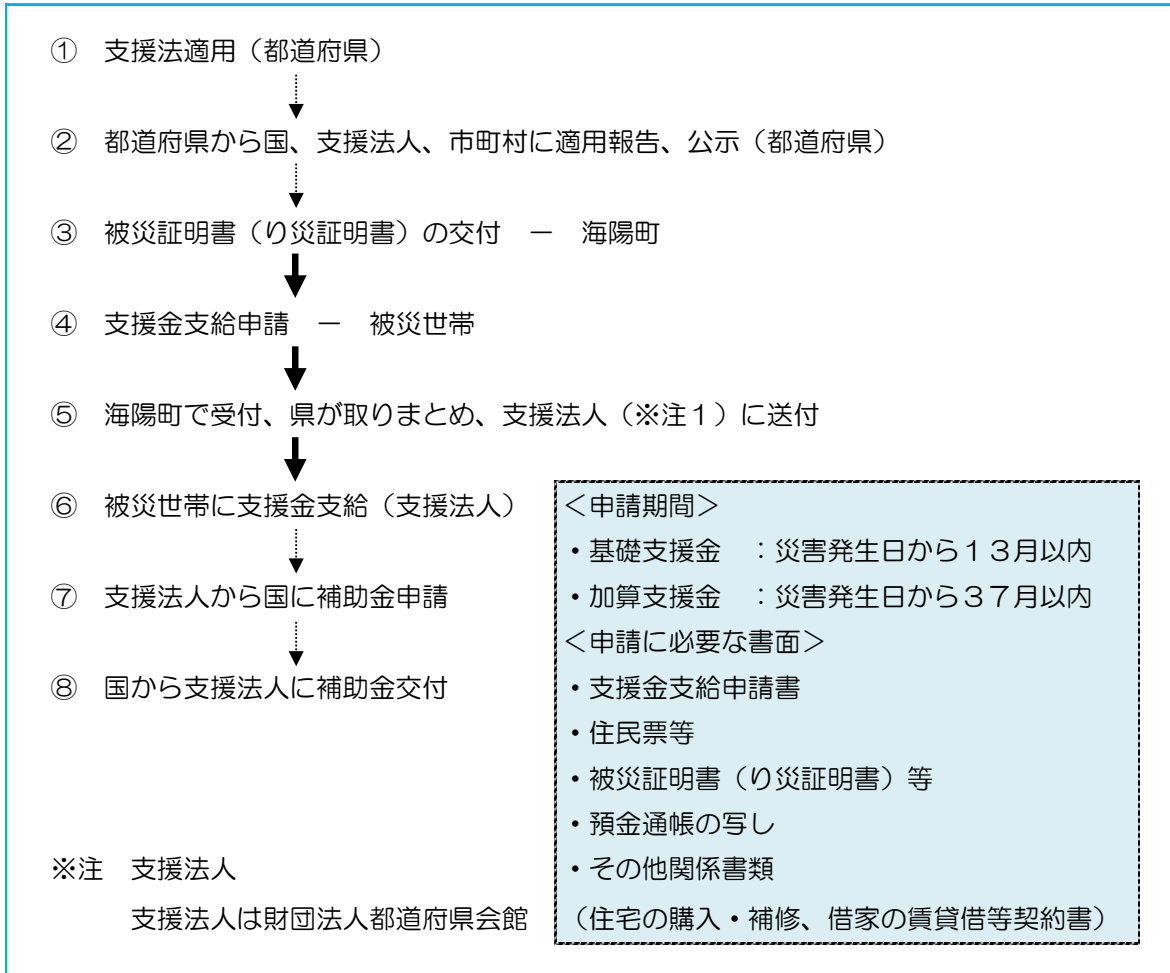 ① 支援法適用（都道府県）
② 都道府県から国、支援法人、市町村に適用報告、公示（都道府県）
③ 被災証明書（り災証明書）の交付 － 海陽町
④ 支援金支給申請 － 被災世帯
⑤ 海陽町で受付、県が取りまとめ、支援法人（※注１）に送付
⑥ 被災世帯に支援金支給（支援法人）
⑦ 支援法人から国に補助金申請
⑧ 国から支援法人に補助金交付
＜申請期間＞
・基礎支援金 ：災害発生日から１３月以内
・加算支援金 ：災害発生日から３７月以内
＜申請に必要な書面＞
・支援金支給申請書
・住民票等
・被災証明書（り災証明書）等
・預金通帳の写し
・その他関係書類
（住宅の購入・補修、借家の賃貸借等契約書）
※注 支援法人
支援法人は財団法人都道府県会館